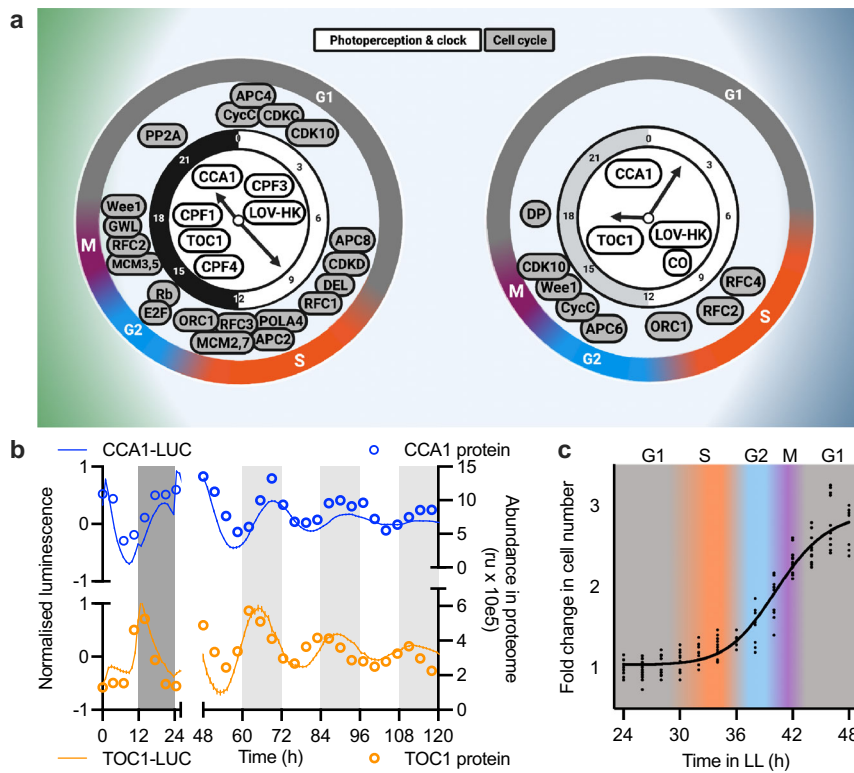 a
Photoperception & clock
Cell cycle
G1
APC4
CycC
CDKC
CDK10
PP2A
0
3
6
9
12
15
18
21
CCA1
CPF3
CPF1
LOV-HK
TOC1
CPF4
Wee1
GWL
RFC2
MCM3,5
M
Rb
E2F
G2
ORC1
RFC3
POLA4
MCM2,7
APC2
S
APC8
CDKD
DEL
RFC1
G1
0
3
6
9
12
15
18
21
CCA1
TOC1
LOV-HK
CO
DP
CDK10
Wee1
CycC
APC6
M
G2
ORC1
RFC2
RFC4
S
b
CCA1-LUC
CCA1 protein
Normalised luminescence
1
0
1
1
0
-1
15
10
5
0
6
4
2
0
Abundance in proteome
(ru x 10e5)
0 12 24 48 60 72 84 96 108 120
Time (h)
TOC1-LUC
TOC1 protein
c
G1 S G2 M G1
Fold change in cell number
3
2
1
24 30 36 42 48
Time in LL (h)